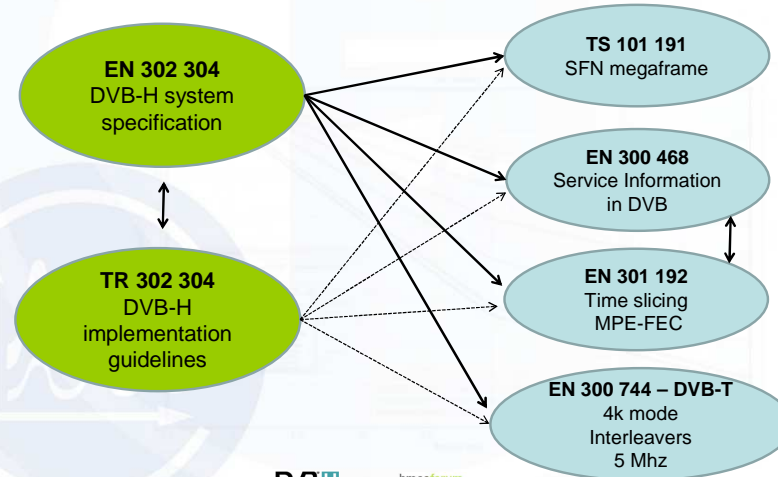 EN 302 304
DVB-H system
specification
TR 302 304
DVB-H
implementation
guidelines
TS 101 191
SFN megaframe
EN 300 468
Service Information
in DVB
EN 301 192
Time slicing
MPE-FEC
EN 300 744 – DVB-T
4k mode
Interleavers
5 Mhz